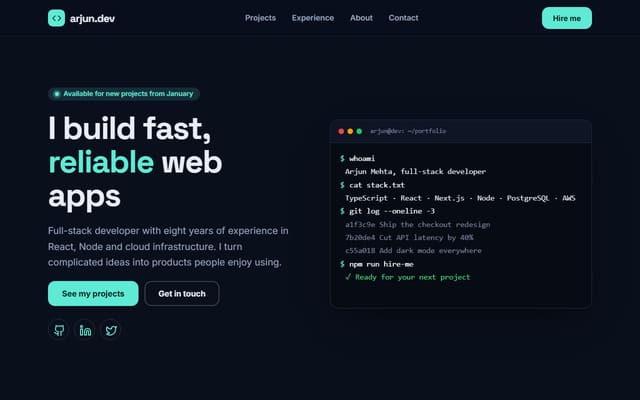 arjun.dev
Projects
Experience
About
Contact
Hire me
Available for new projects from January
I build fast,
reliable web
apps
Full-stack developer with eight years of experience in
React, Node and cloud infrastructure. I turn
complicated ideas into products people enjoy using.
See my projects
Get in touch
arjun@dev: ~/portfolio
$ whoami
Arjun Mehta, full-stack developer
$ cat stack.txt
TypeScript · React · Next.js · Node · PostgreSQL · AWS
$ git log --oneline -3
a1f3c9e Ship the checkout redesign
7b20de4 Cut API latency by 40%
c55a018 Add dark mode everywhere
$ npm run hire-me
✓ Ready for your next project